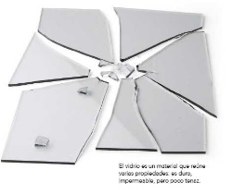 El vidrio es un material que reúne
varias propiedades: es duro,
impermeable, pero poco tenaz.